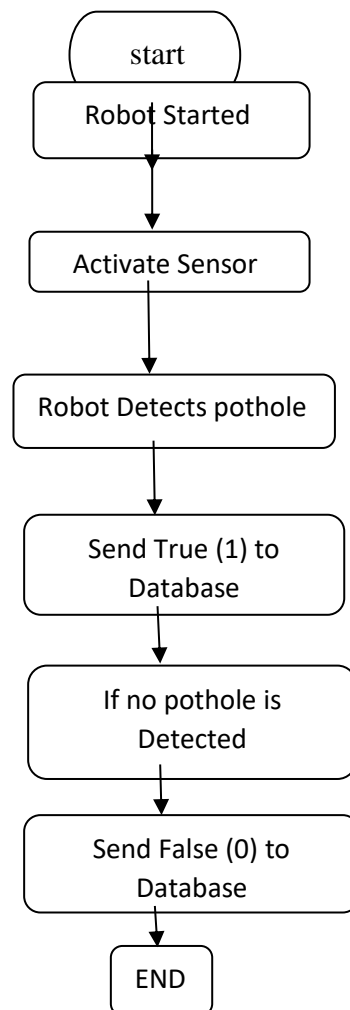 start
Robot Started
Activate Sensor
Robot Detects pothole
Send True (1) to
Database
If no pothole is
Detected
Send False (0) to
Database
END